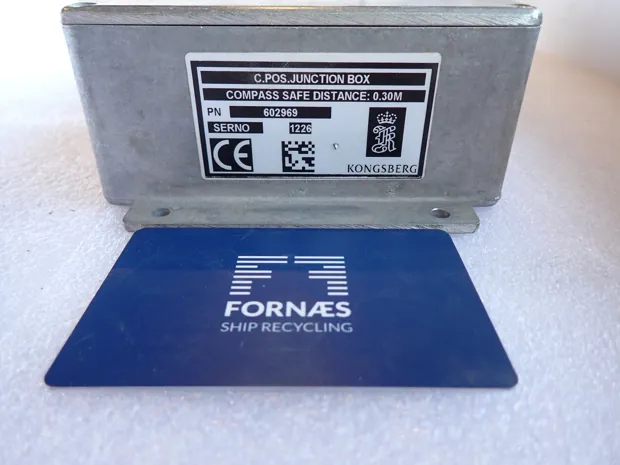 C.POS.JUNCTION BOX
COMPASS SAFE DISTANCE: 0.30M
PN 602969
SERNO 1226
CE
KONGSBERG
FORNÆS
SHIP RECYCLING